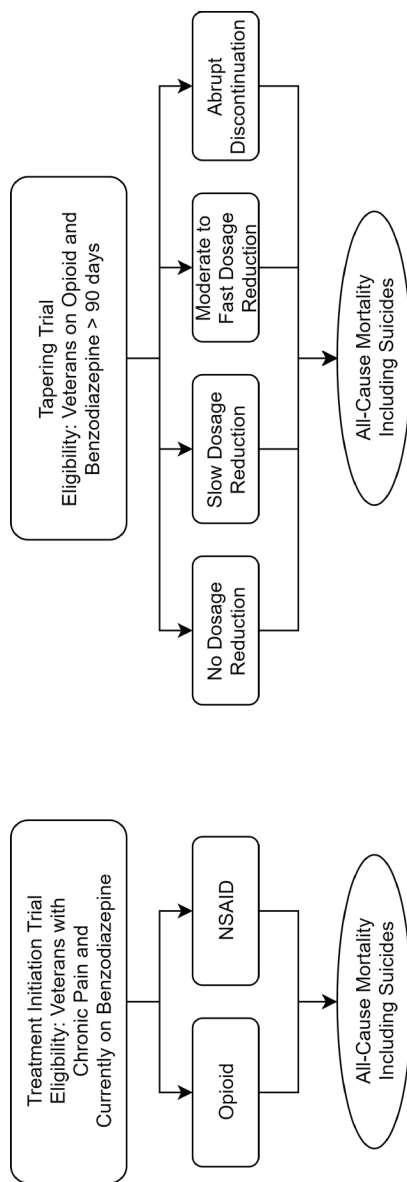 Treatment Initiation Trial
Eligibility: Veterans with
Chronic Pain and
Currently on Benzodiazepine
Opioid
NSAID
All-Cause Mortality
Including Suicides
Tapering Trial
Eligibility: Veterans on Opioid and
Benzodiazepine > 90 days
No Dosage
Reduction
Slow Dosage
Reduction
Moderate to
Fast Dosage
Reduction
Abrupt
Discontinuation
All-Cause Mortality
Including Suicides